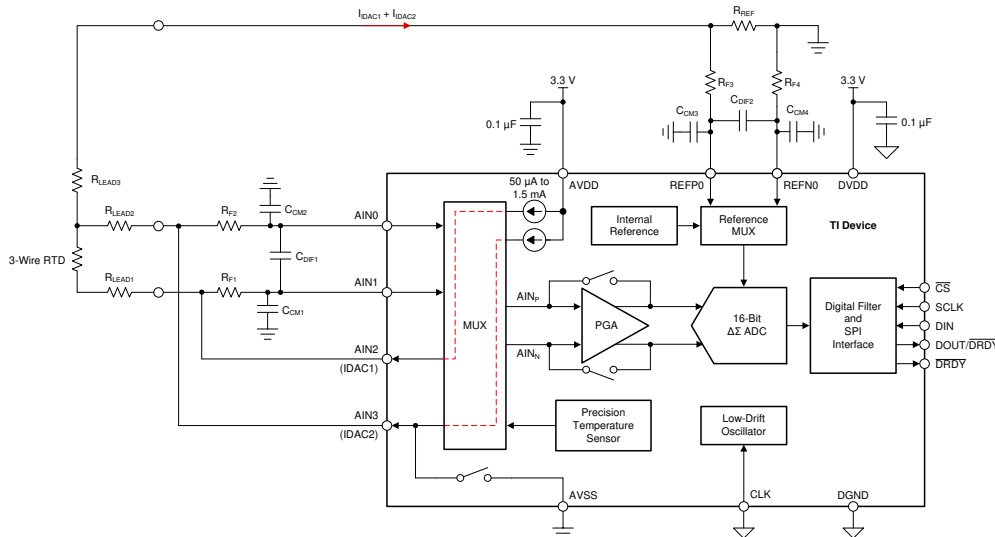 I_IDAC1 + I_IDAC2
R_REF
R_F3
R_F4
3.3 V
3.3 V
C_DIF2
C_CM3
C_CM4
0.1 µF
0.1 µF
R_LEAD3
50 µA to
1.5 mA
AVDD
REFP0
REFN0
DVDD
R_LEAD2
R_F2
C_CM2
AIN0
Internal
Reference
Reference
MUX
TI Device
3-Wire RTD
C_DIF1
R_LEAD1
R_F1
AIN1
C_CM1
MUX
AIN_P
AIN_N
PGA
16-Bit
ΔΣ ADC
Digital Filter
and
SPI
Interface
C̅S̅
SCLK
DIN
DOUT/D̅R̅D̅Y̅
D̅R̅D̅Y̅
AIN2
(IDAC1)
AIN3
(IDAC2)
Precision
Temperature
Sensor
Low-Drift
Oscillator
AVSS
CLK
DGND